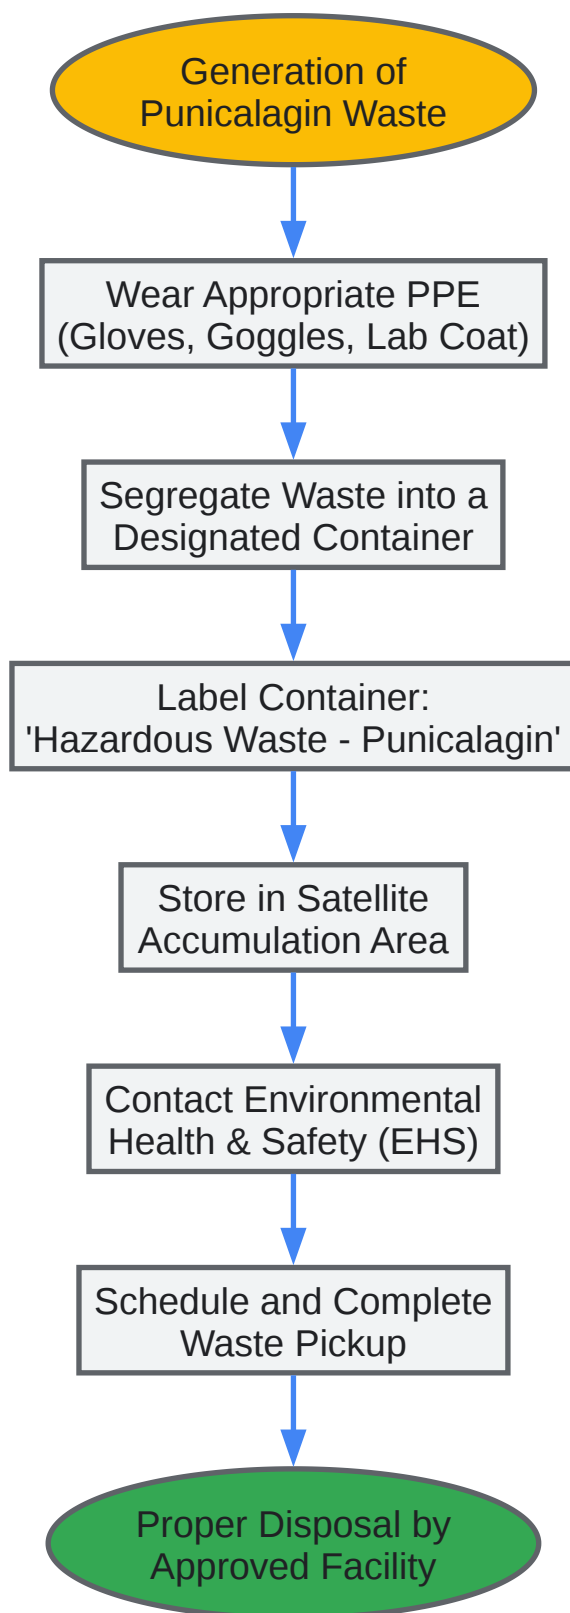 Generation of
Punicalagin Waste
Wear Appropriate PPE
(Gloves, Goggles, Lab Coat)
Segregate Waste into a
Designated Container
Label Container:
'Hazardous Waste - Punicalagin'
Store in Satellite
Accumulation Area
Contact Environmental
Health & Safety (EHS)
Schedule and Complete
Waste Pickup
Proper Disposal by
Approved Facility